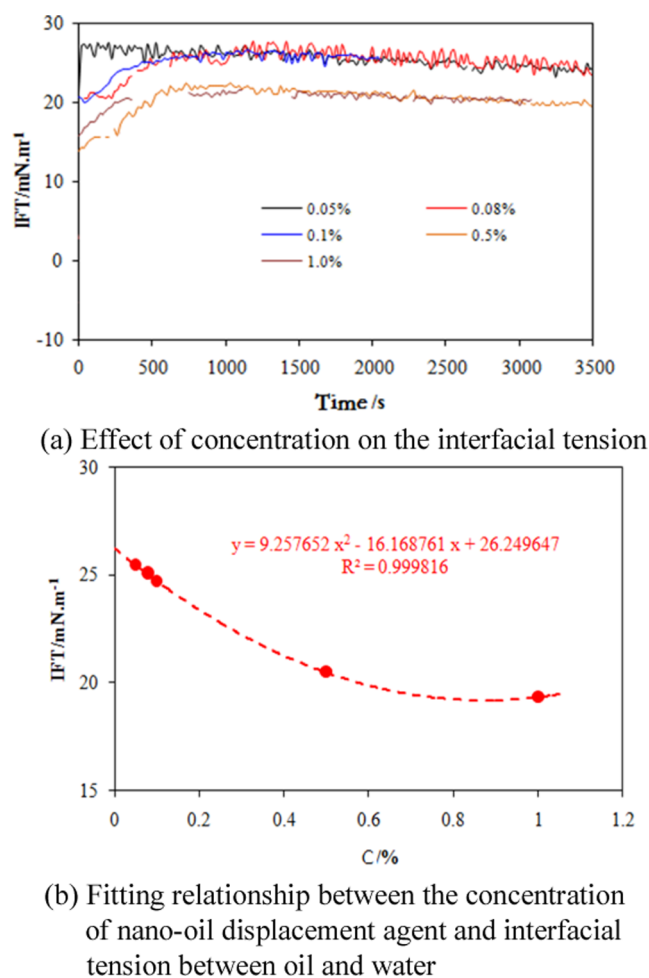 30
20
10
0
-10
IFT/mN.m-¹
0.05% 0.08%
0.1% 0.5%
1.0%
0 500 1000 1500 2000 2500 3000 3500
Time /s
(a) Effect of concentration on the interfacial tension
30
25
20
15
IFT/mN.m⁻¹
y = 9.257652 x² - 16.168761 x + 26.249647
R² = 0.999816
0 0.2 0.4 0.6 0.8 1 1.2
C/%
(b) Fitting relationship between the concentration
of nano-oil displacement agent and interfacial
tension between oil and water